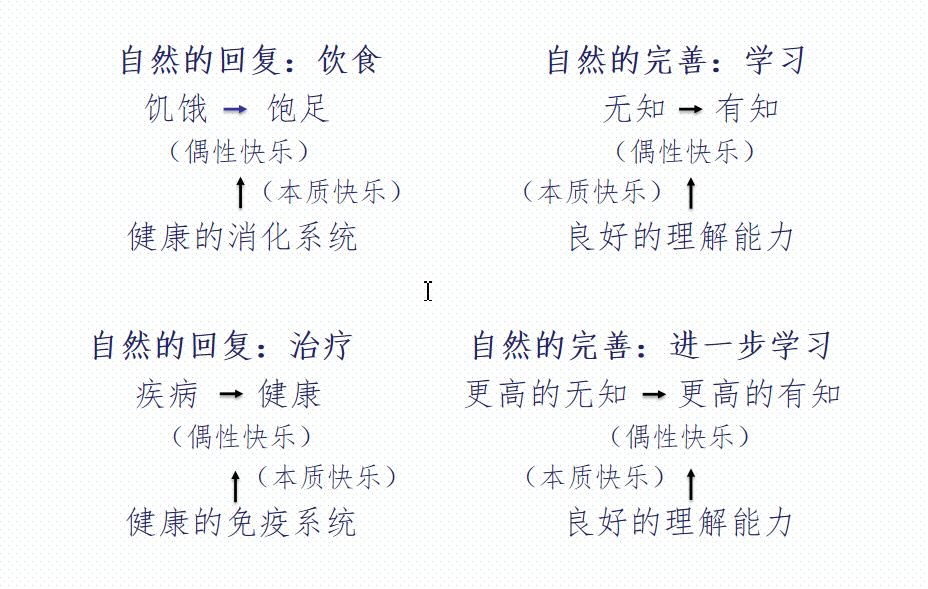 自然的回复：饮食
饥饿 → 饱足
（偶性快乐）
（本质快乐）
健康的消化系统
自然的完善：学习
无知 → 有知
（偶性快乐）
（本质快乐）
良好的理解能力
自然的回复：治疗
疾病 → 健康
（偶性快乐）
（本质快乐）
健康的免疫系统
自然的完善：进一步学习
更高的无知 → 更高的有知
（偶性快乐）
（本质快乐）
良好的理解能力